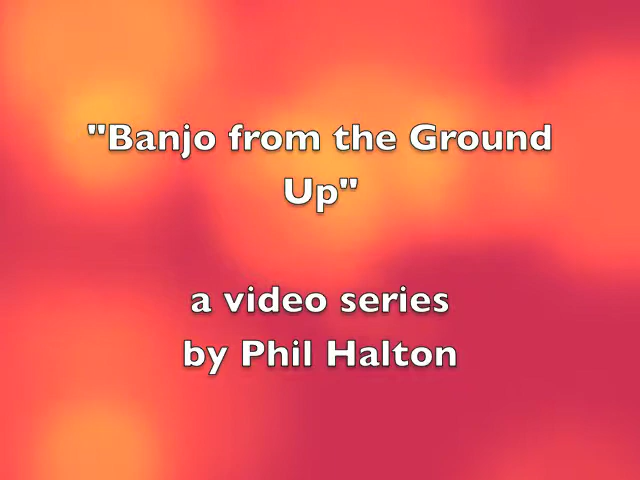 "Banjo from the Ground
Up"
a video series
by Phil Halton